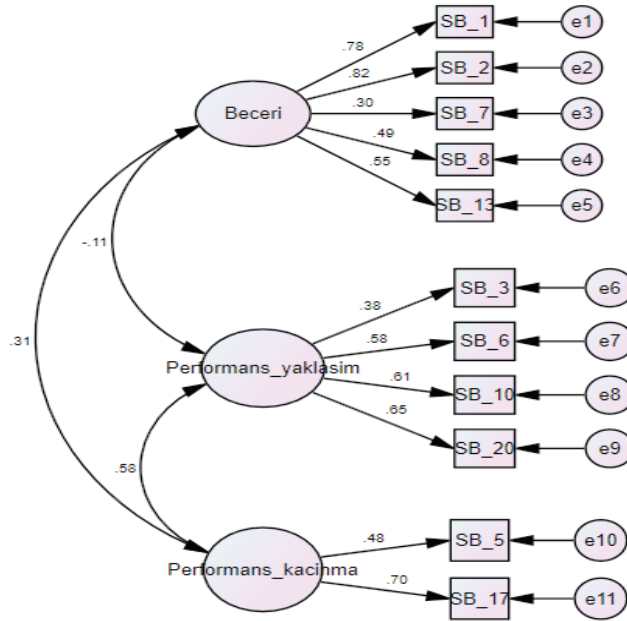 SB_1
e1
.78
SB_2
e2
.82
Beceri
.30
SB_7
e3
.49
SB_8
e4
.55
SB_13
e5
-.11
SB_3
e6
.38
.31
.58
SB_6
e7
Performans_yaklasim
.61
SB_10
e8
.65
SB_20
e9
.58
.48
SB_5
e10
Performans_kacinma
.70
SB_17
e11